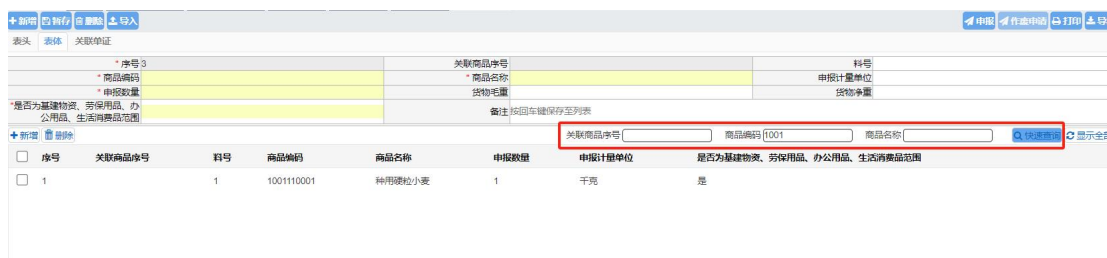 +新增 暂存 删除 导入 申报 作废申请 打印 导
表头 表体 关联单证
* 序号 3 关联商品序号 料号
* 商品编码 * 商品名称 申报计量单位
* 申报数量 货物毛重 货物净重
*是否为基建物资、劳保用品、办
公用品、生活消费品范围 备注 按回车键保存至列表
+新增 删除 关联商品序号 商品编码 1001 商品名称 快速查询 显示全部
序号 关联商品序号 料号 商品编码 商品名称 申报数量 申报计量单位 是否为基建物资、劳保用品、办公用品、生活消费品范围
1 1 1001110001 种用硬粒小麦 1 千克 是